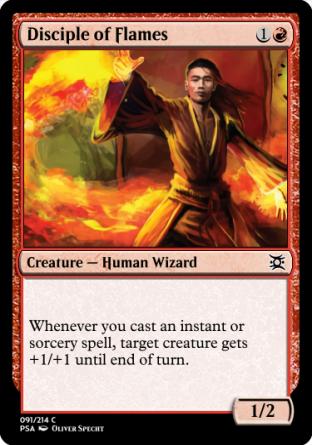 Disciple of Flames 1
Creature — Human Wizard
Whenever you cast an instant or
sorcery spell, target creature gets
+1/+1 until end of turn.
1/2
091/214 C
PSA OLIVER SPECHT